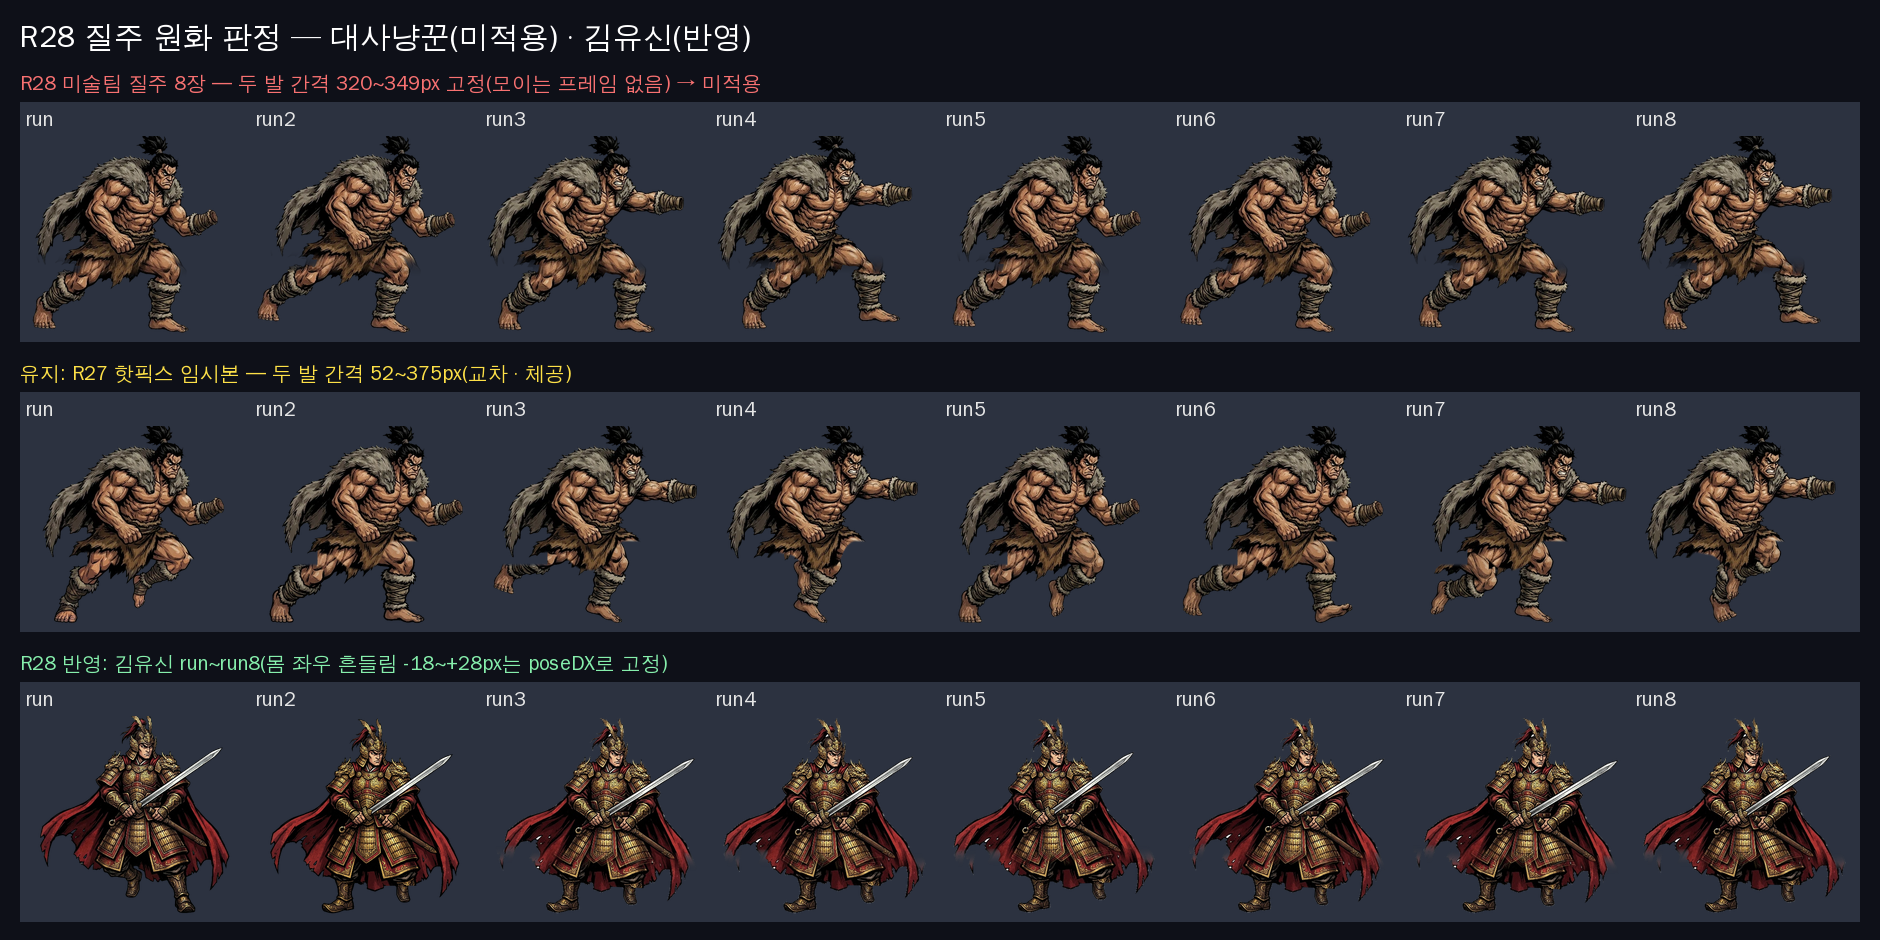 R28 질주 원화 판정 — 대사냥꾼(미적용) · 김유신(반영)
R28 미술팀 질주 8장 — 두 발 간격 320~349px 고정(모이는 프레임 없음) → 미적용
run run2 run3 run4 run5 run6 run7 run8
유지: R27 핫픽스 임시본 — 두 발 간격 52~375px(교차 · 체공)
run run2 run3 run4 run5 run6 run7 run8
R28 반영: 김유신 run~run8(몸 좌우 흔들림 -18~+28px는 poseDX로 고정)
run run2 run3 run4 run5 run6 run7 run8